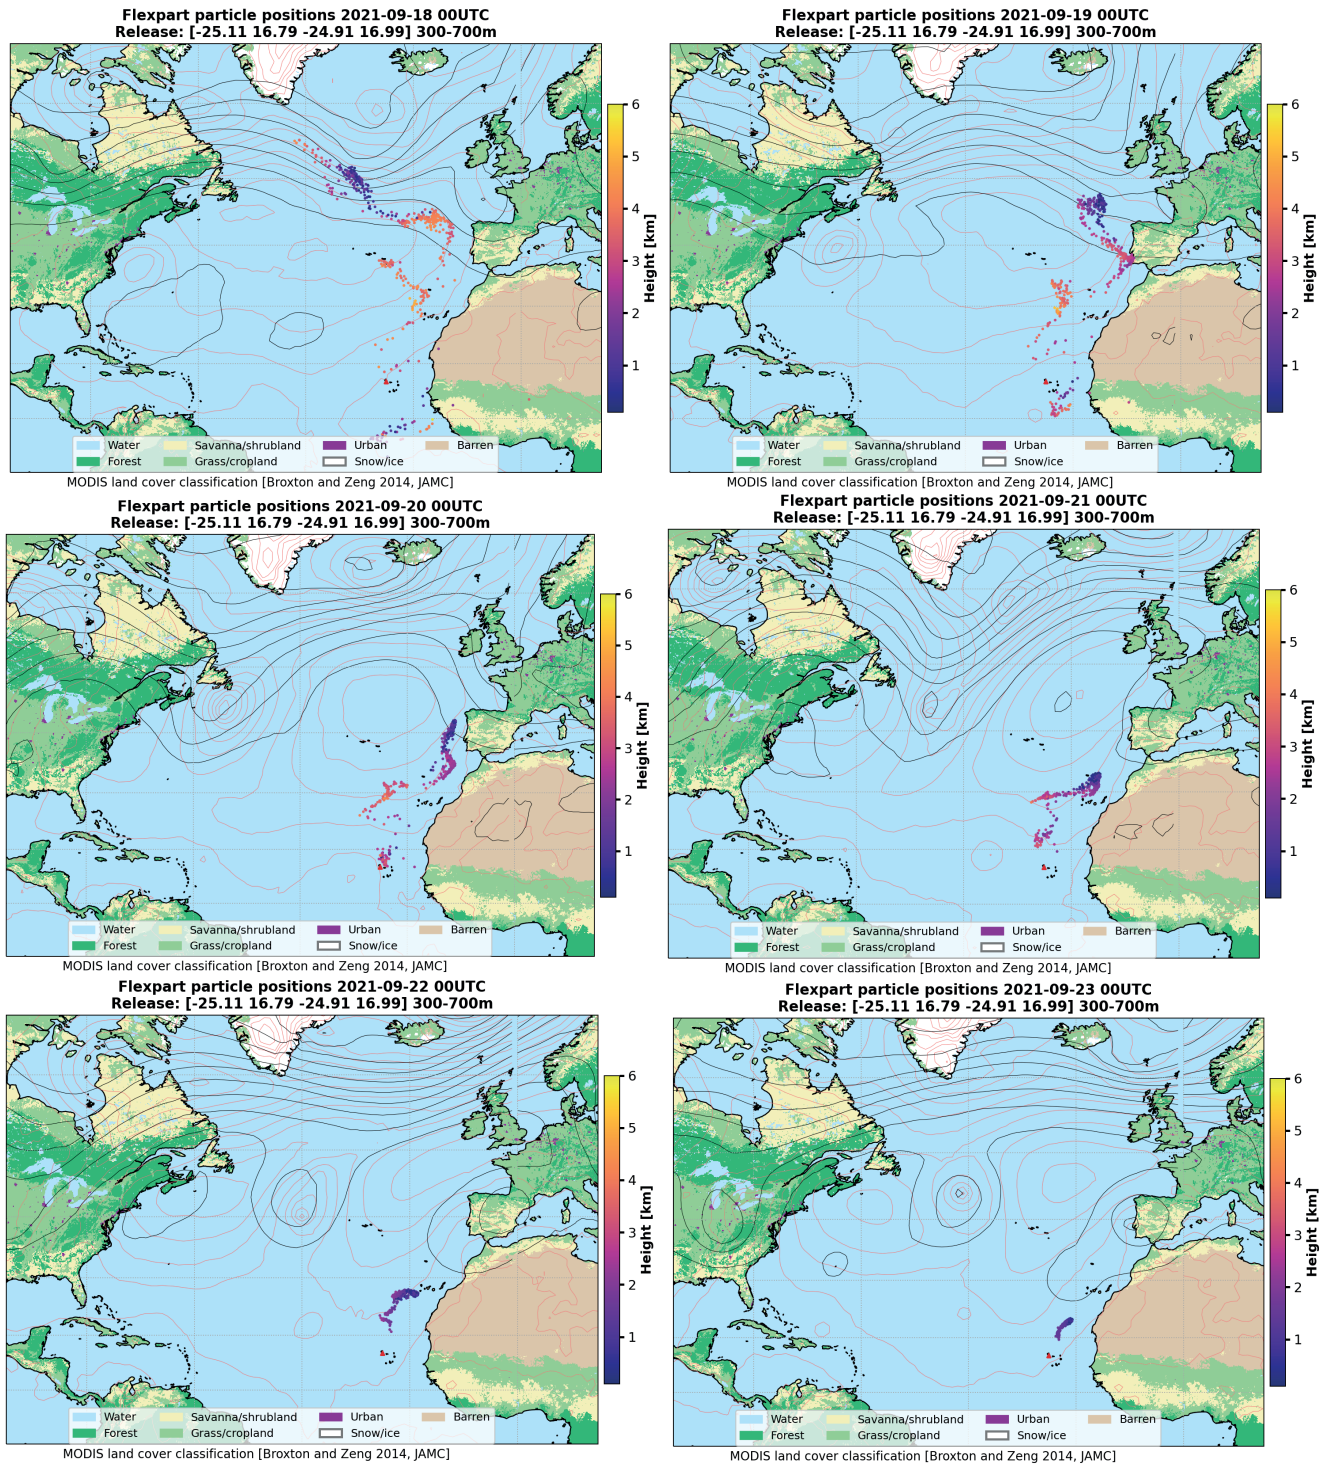 Flexpart particle positions 2021-09-18 00UTC
Release: [-25.11 16.79 -24.91 16.99] 300-700m
6
5
4
3
2
1
Height [km]
Water
Savanna/shrubland
Urban
Barren
Forest
Grass/cropland
Snow/ice
MODIS land cover classification [Broxton and Zeng 2014, JAMC]
Flexpart particle positions 2021-09-19 00UTC
Release: [-25.11 16.79 -24.91 16.99] 300-700m
6
5
4
3
2
1
Height [km]
Water
Savanna/shrubland
Urban
Barren
Forest
Grass/cropland
Snow/ice
MODIS land cover classification [Broxton and Zeng 2014, JAMC]
Flexpart particle positions 2021-09-20 00UTC
Release: [-25.11 16.79 -24.91 16.99] 300-700m
6
5
4
3
2
1
Height [km]
Water
Savanna/shrubland
Urban
Barren
Forest
Grass/cropland
Snow/ice
MODIS land cover classification [Broxton and Zeng 2014, JAMC]
Flexpart particle positions 2021-09-21 00UTC
Release: [-25.11 16.79 -24.91 16.99] 300-700m
6
5
4
3
2
1
Height [km]
Water
Savanna/shrubland
Urban
Barren
Forest
Grass/cropland
Snow/ice
MODIS land cover classification [Broxton and Zeng 2014, JAMC]
Flexpart particle positions 2021-09-22 00UTC
Release: [-25.11 16.79 -24.91 16.99] 300-700m
6
5
4
3
2
1
Height [km]
Water
Savanna/shrubland
Urban
Barren
Forest
Grass/cropland
Snow/ice
MODIS land cover classification [Broxton and Zeng 2014, JAMC]
Flexpart particle positions 2021-09-23 00UTC
Release: [-25.11 16.79 -24.91 16.99] 300-700m
6
5
4
3
2
1
Height [km]
Water
Savanna/shrubland
Urban
Barren
Forest
Grass/cropland
Snow/ice
MODIS land cover classification [Broxton and Zeng 2014, JAMC]